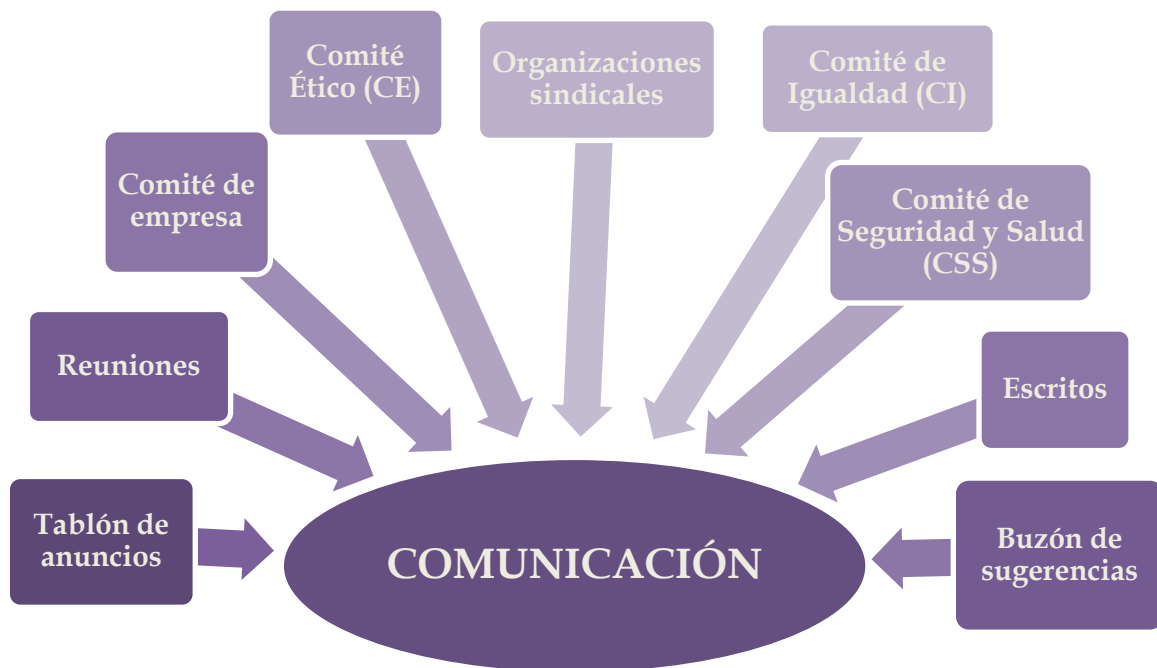 Comité
Ético (CE)
Organizaciones
sindicales
Comité de
Igualdad (CI)
Comité de
empresa
Comité de
Seguridad y Salud
(CSS)
Reuniones
Escritos
Tablón de
anuncios
COMUNICACIÓN
Buzón de
sugerencias